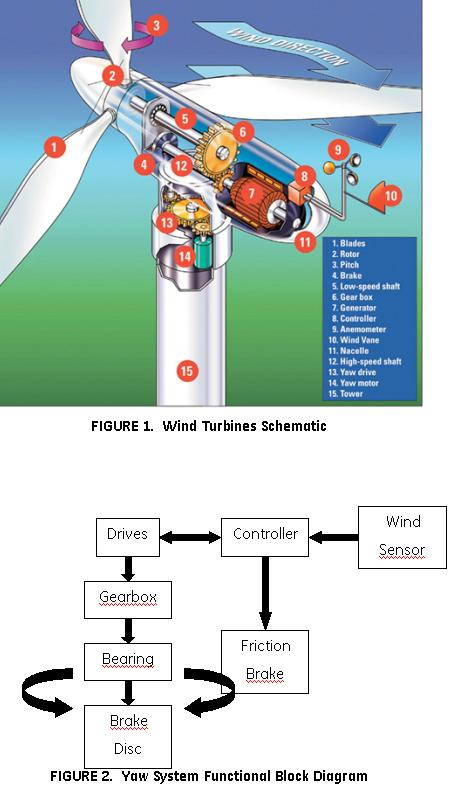 3
WIND DIRECTION
2
5
6
1
9
4
12
8
7
10
13
11
14
1. Blades
2. Rotor
3. Pitch
4. Brake
5. Low-speed shaft
6. Gear box
7. Generator
8. Controller
9. Anemometer
10. Wind Vane
11. Nacelle
12. High-speed shaft
13. Yaw drive
14. Yaw motor
15. Tower
15
FIGURE 1. Wind Turbines Schematic
Drives
Controller
Wind
Sensor
Gearbox
Friction
Brake
Bearing
Brake
Disc
FIGURE 2. Yaw System Functional Block Diagram